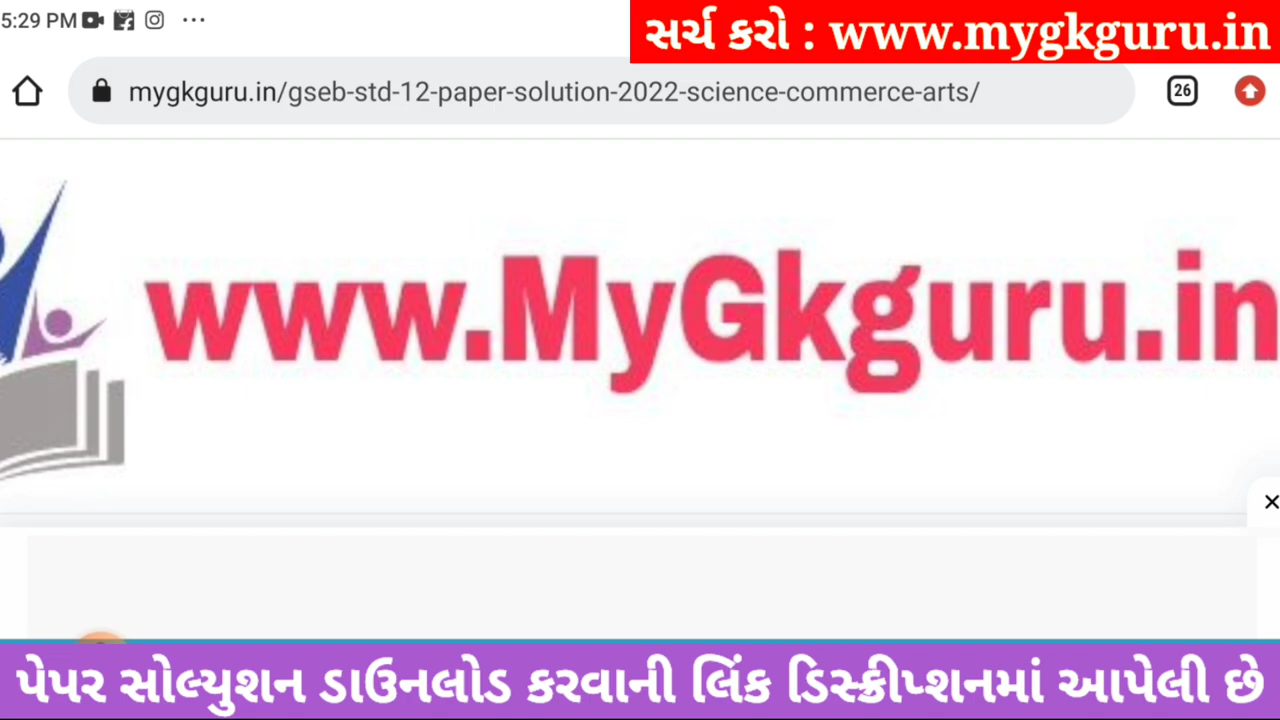 5:29 PM
સર્ચ કરો : www.mygkguru.in
mygkguru.in/gseb-std-12-paper-solution-2022-science-commerce-arts/
26
www.MyGkguru.in
પેપર સોલ્યુશન ડાઉનલોડ કરવાની લિંક ડિસ્ક્રીપ્શનમાં આપેલી છે